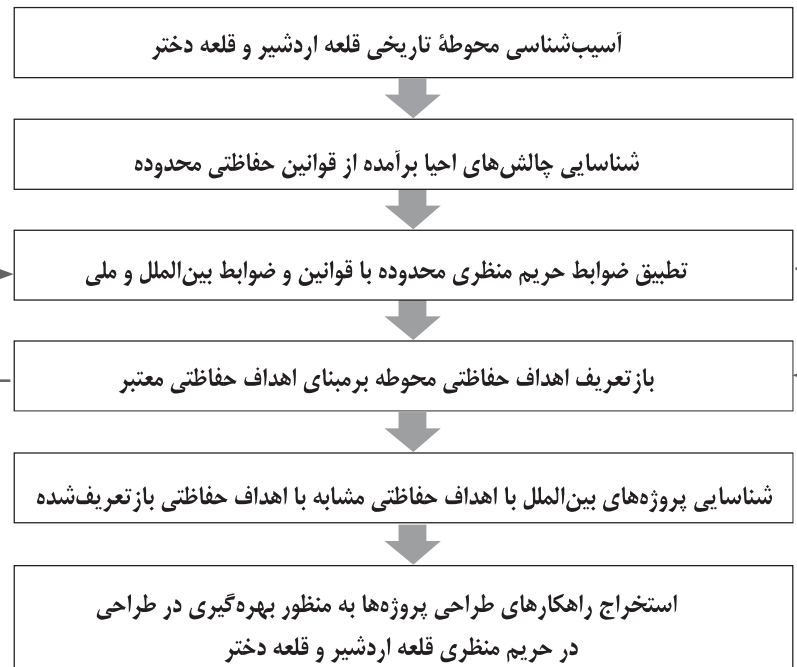 آسیب‌شناسی محوطهٔ تاریخی قلعه اردشیر و قلعه دختر
شناسایی چالش‌های احیا برآمده از قوانین حفاظتی محدوده
تطبیق ضوابط حریم منظری محدوده با قوانین و ضوابط بین‌الملل و ملی
بازتعریف اهداف حفاظتی محوطه برمبنای اهداف حفاظتی معتبر
شناسایی پروژه‌های بین‌الملل با اهداف حفاظتی مشابه با اهداف حفاظتی بازتعریف‌شده
استخراج راهکارهای طراحی پروژه‌ها به منظور بهره‌گیری در طراحی
در حریم منظری قلعه اردشیر و قلعه دختر